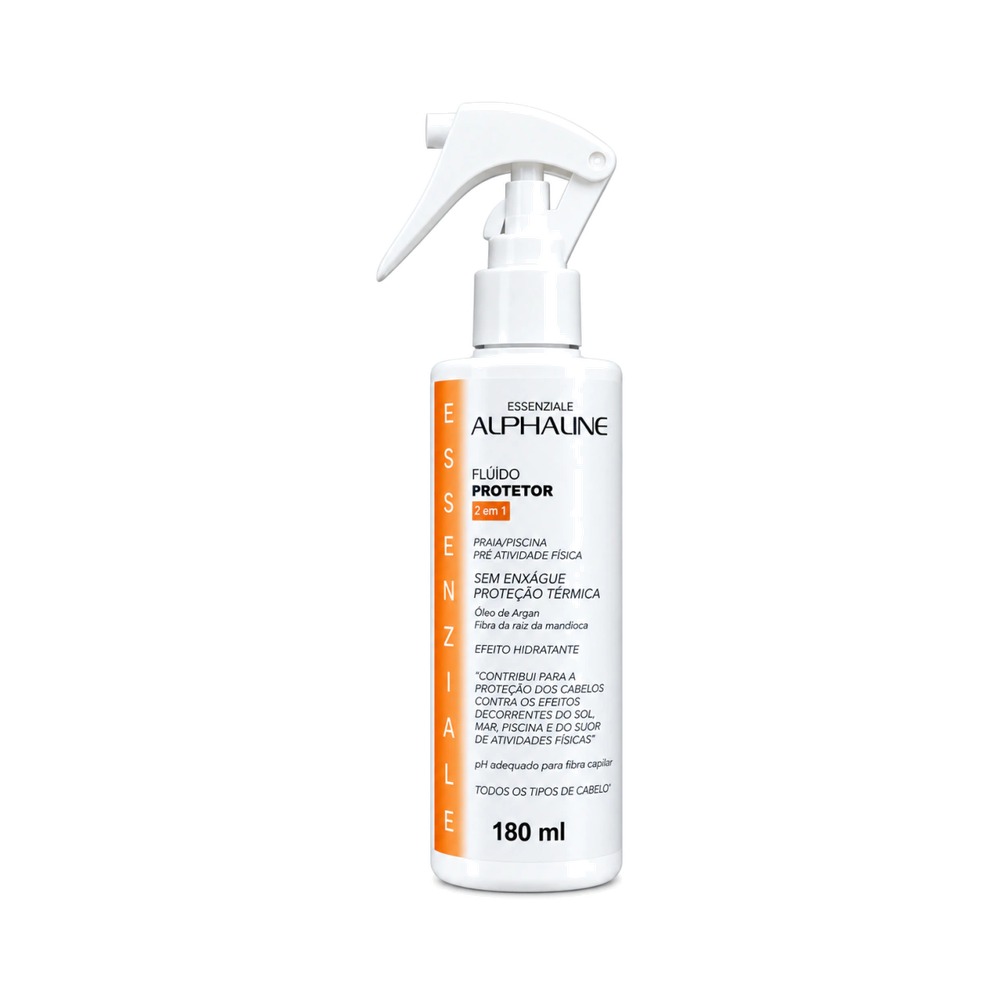 ESSENZIALE
ESSENZIALE
ALPHALINE
FLÚÍDO
PROTETOR
2 em 1
PRAIA/PISCINA
PRÉ ATIVIDADE FÍSICA
SEM ENXÁGUE
PROTEÇÃO TÉRMICA
Óleo de Argan
Fibra da raíz da mandioca
EFEITO HIDRATANTE
"CONTRIBUI PARA A
PROTEÇÃO DOS CABELOS
CONTRA OS EFEITOS
DECORRENTES DO SOL,
MAR, PISCINA E DO SUOR
DE ATIVIDADES FÍSICAS"
pH adequado para fibra capilar
TODOS OS TIPOS DE CABELO"
180 ml